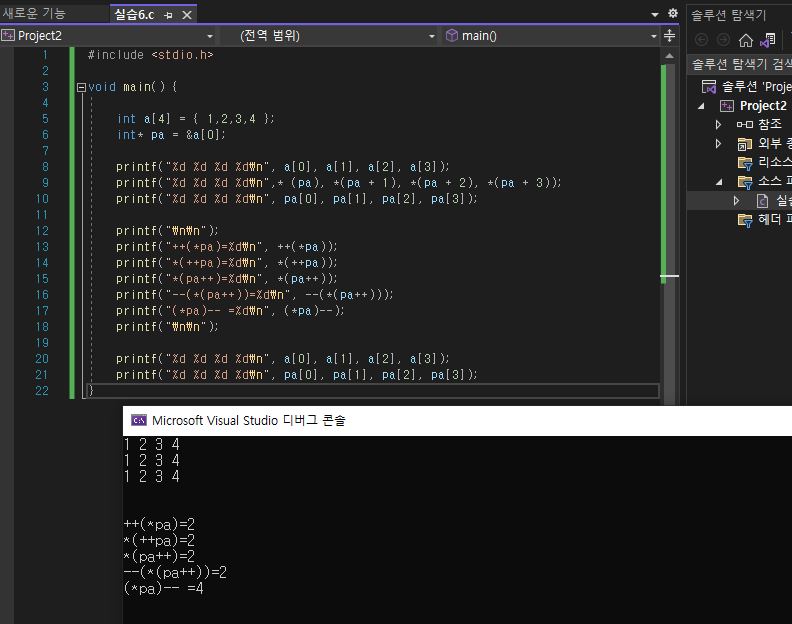 새로운 기능
실습6.c
솔루션 탐색기
Project2
(전역 범위)
main()
솔루션 탐색기 검색
솔루션 'Proje
Project2
참조
외부 종
리소스
소스 파
실습
헤더 파
1 #include <stdio.h>
2
3 void main() {
4
5 int a[4] = { 1,2,3,4 };
6 int* pa = &a[0];
7
8 printf("%d %d %d %d₩n", a[0], a[1], a[2], a[3]);
9 printf("%d %d %d %d₩n",* (pa), *(pa + 1), *(pa + 2), *(pa + 3));
10 printf("%d %d %d %d₩n", pa[0], pa[1], pa[2], pa[3]);
11
12 printf("₩n₩n");
13 printf("++(*pa)=%d₩n", ++(*pa));
14 printf("*(++pa)=%d₩n", *(++pa));
15 printf("*(pa++)=%d₩n", *(pa++));
16 printf("--(*(pa++))=%d₩n", --(*(pa++)));
17 printf("(*pa)-- =%d₩n", (*pa)--);
18 printf("₩n₩n");
19
20 printf("%d %d %d %d₩n", a[0], a[1], a[2], a[3]);
21 printf("%d %d %d %d₩n", pa[0], pa[1], pa[2], pa[3]);
22 }
C:\ Microsoft Visual Studio 디버그 콘솔
1 2 3 4
1 2 3 4
1 2 3 4
++(*pa)=2
*(++pa)=2
*(pa++)=2
--(*(pa++))=2
(*pa)-- =4